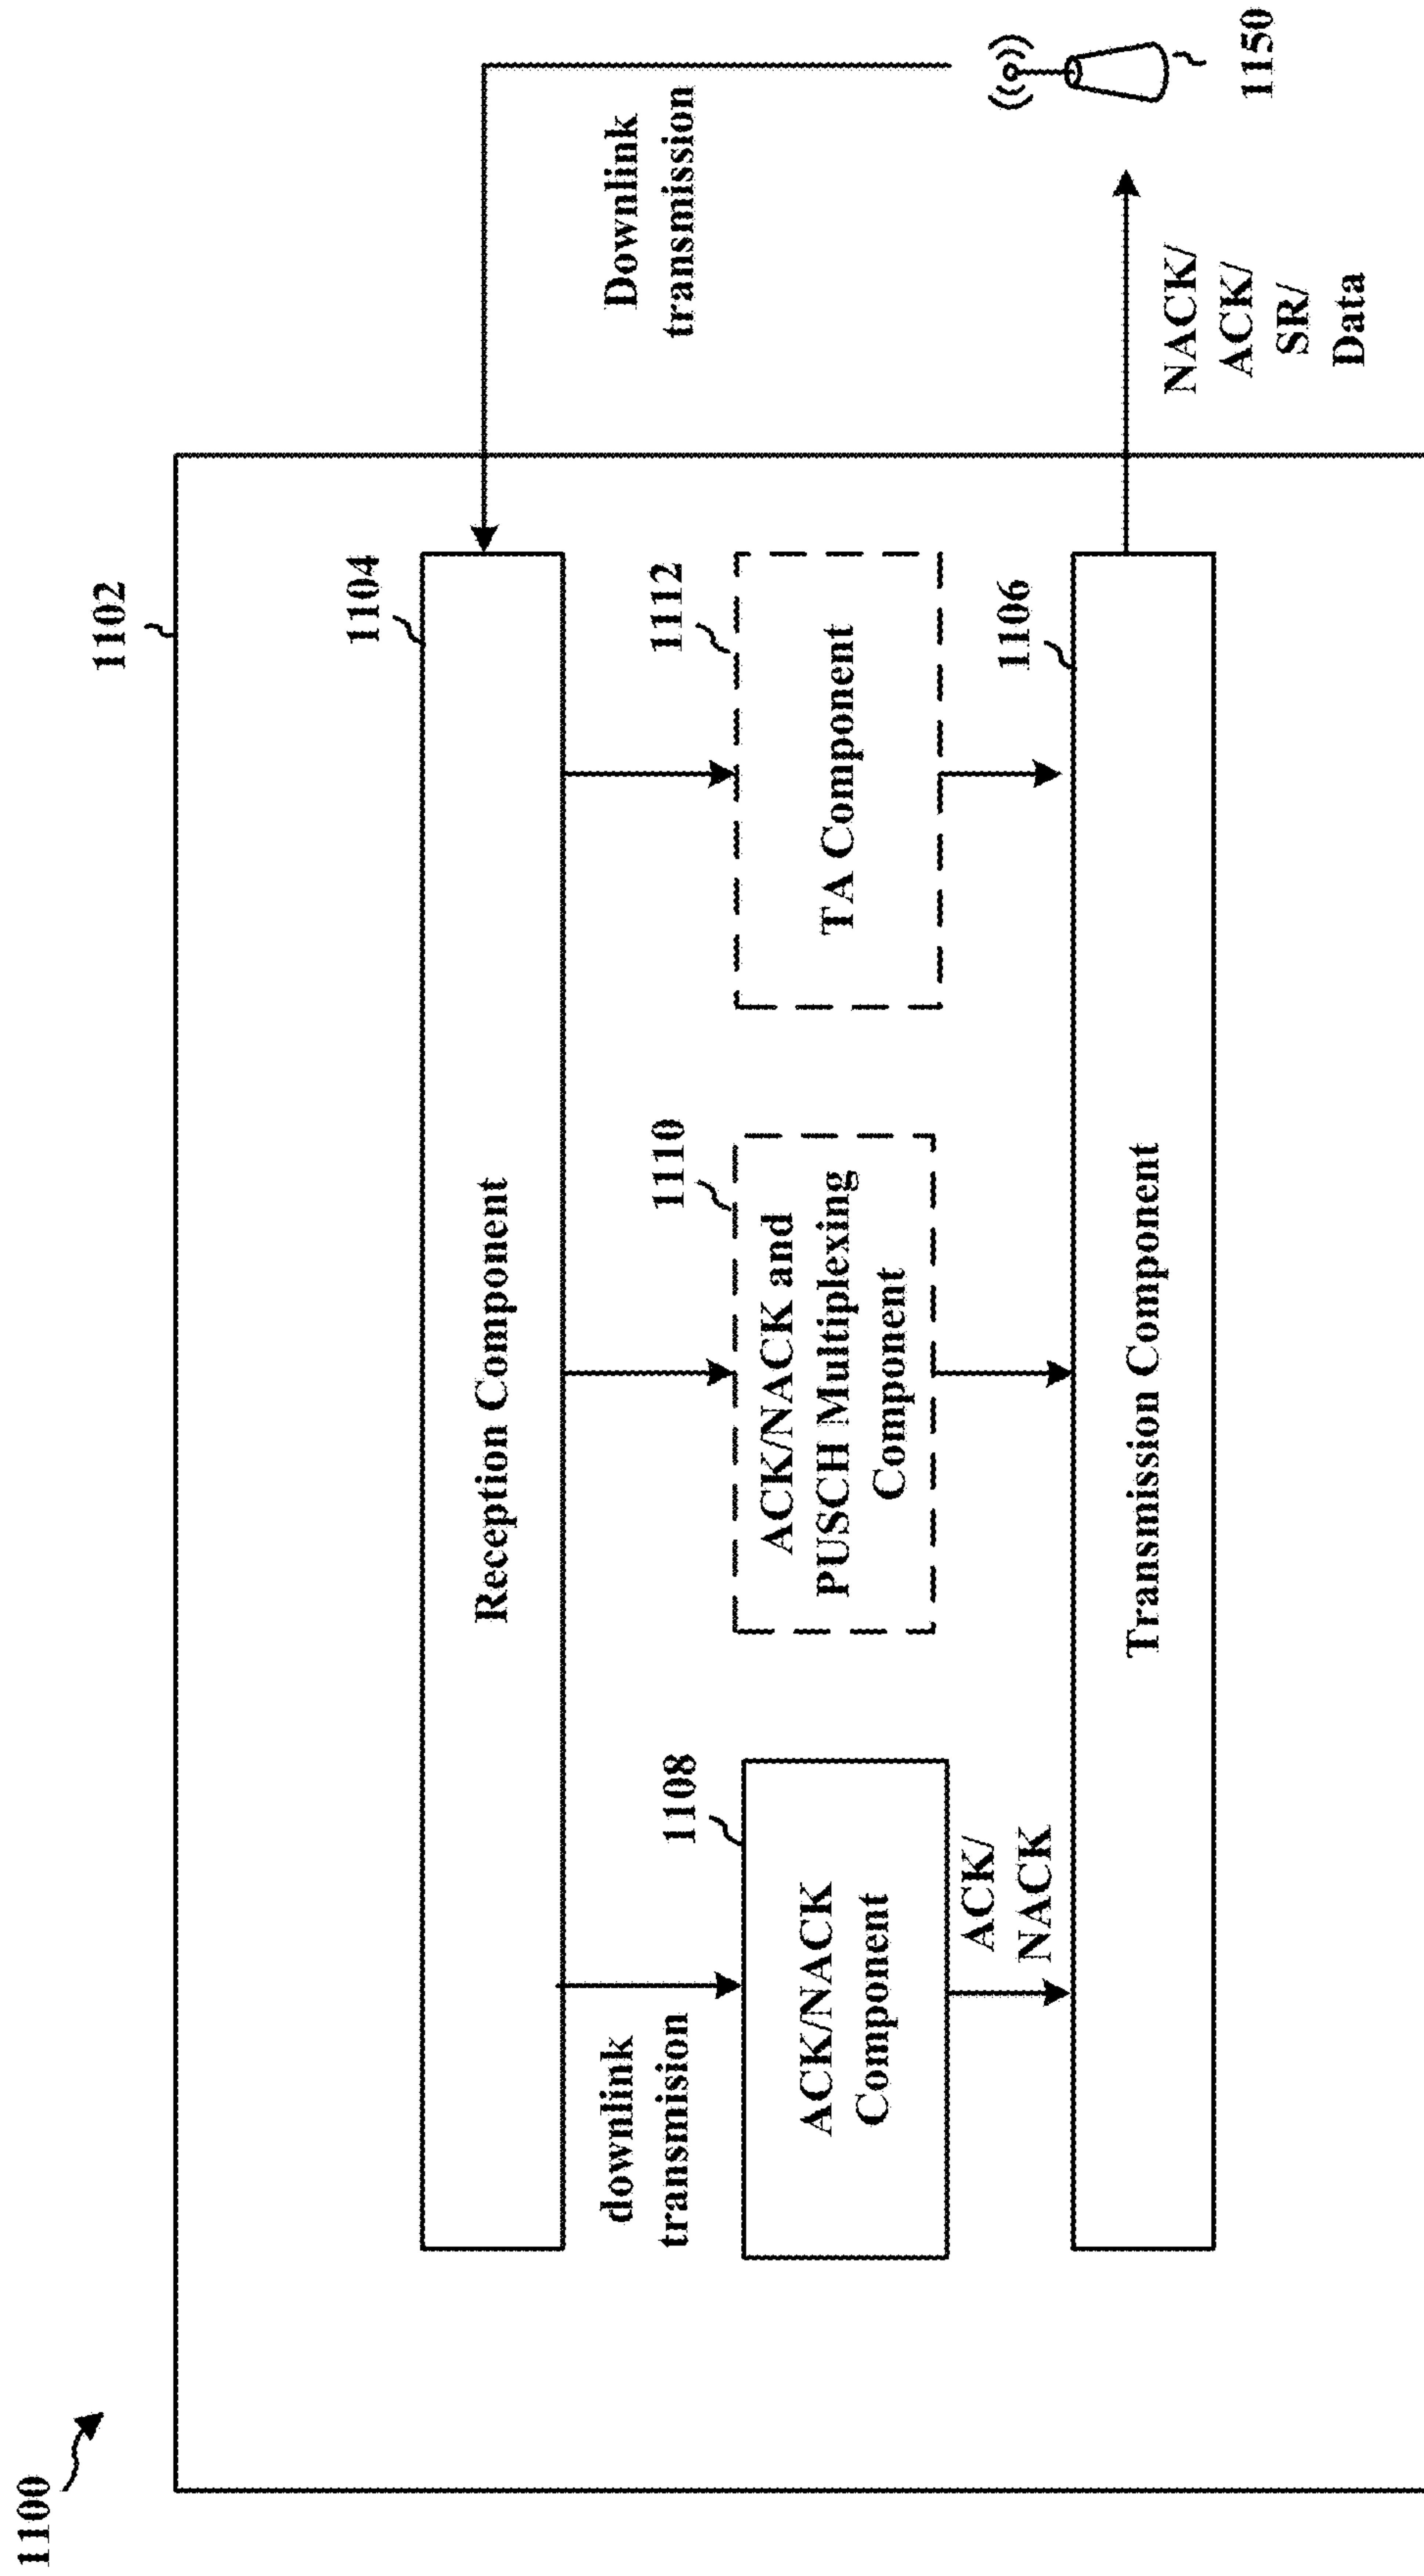 1100
1102
1104
Reception Component
Downlink
transmission
1150
downlink
transmision
1108
ACK/NACK
Component
1110
ACK/NACK and
PUSCH Multiplexing
Component
1112
TA Component
ACK/
NACK
1106
Transmission Component
NACK/
ACK/
SR/
Data